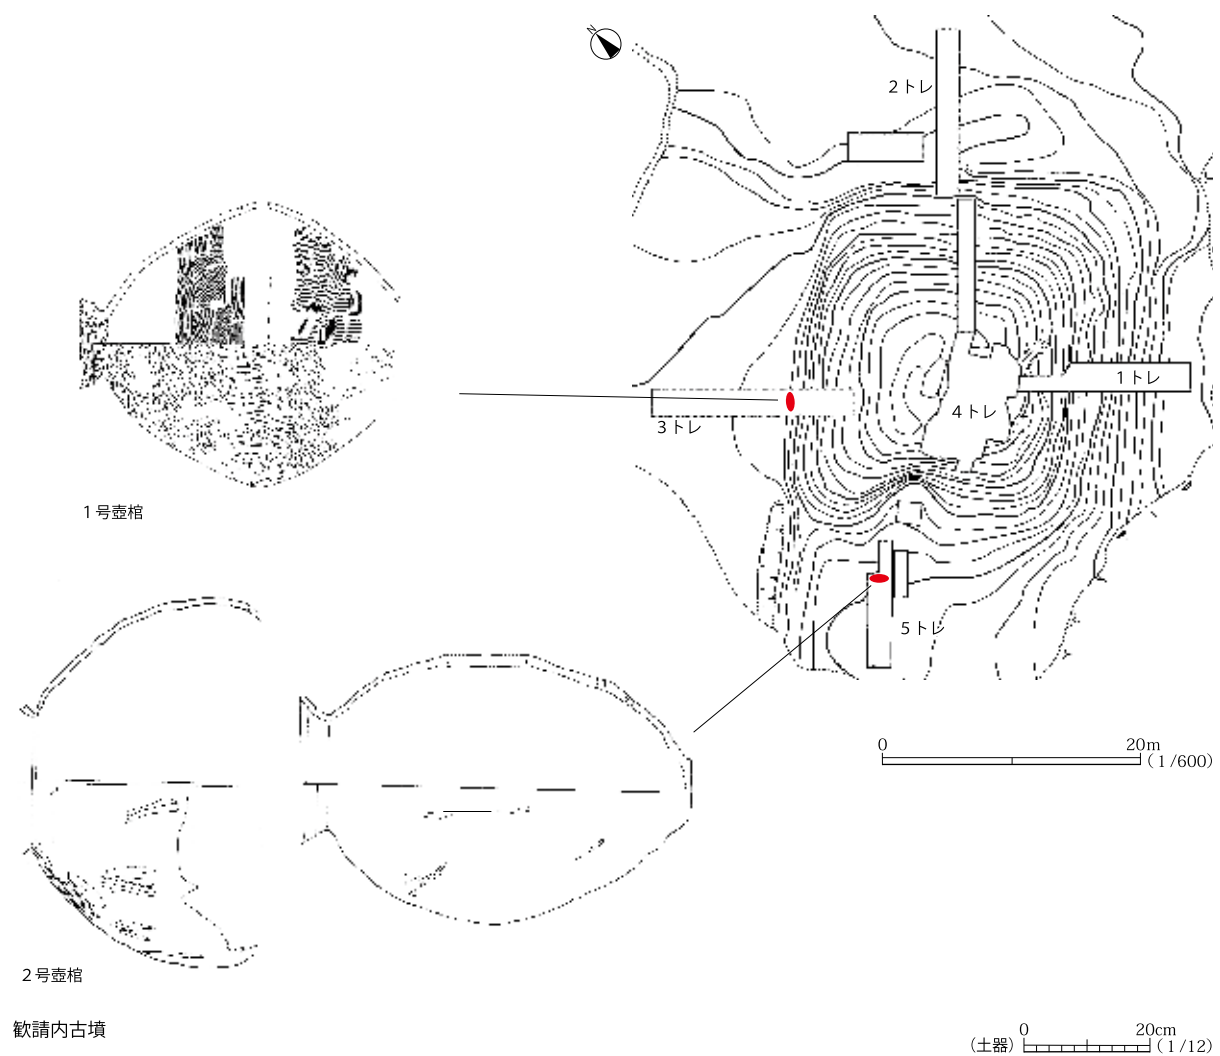 N
2トレ
1トレ
4トレ
3トレ
1号壺棺
5トレ
0 20m
(1/600)
2号壺棺
歓請内古墳
(土器) 0 20cm
(1/12)